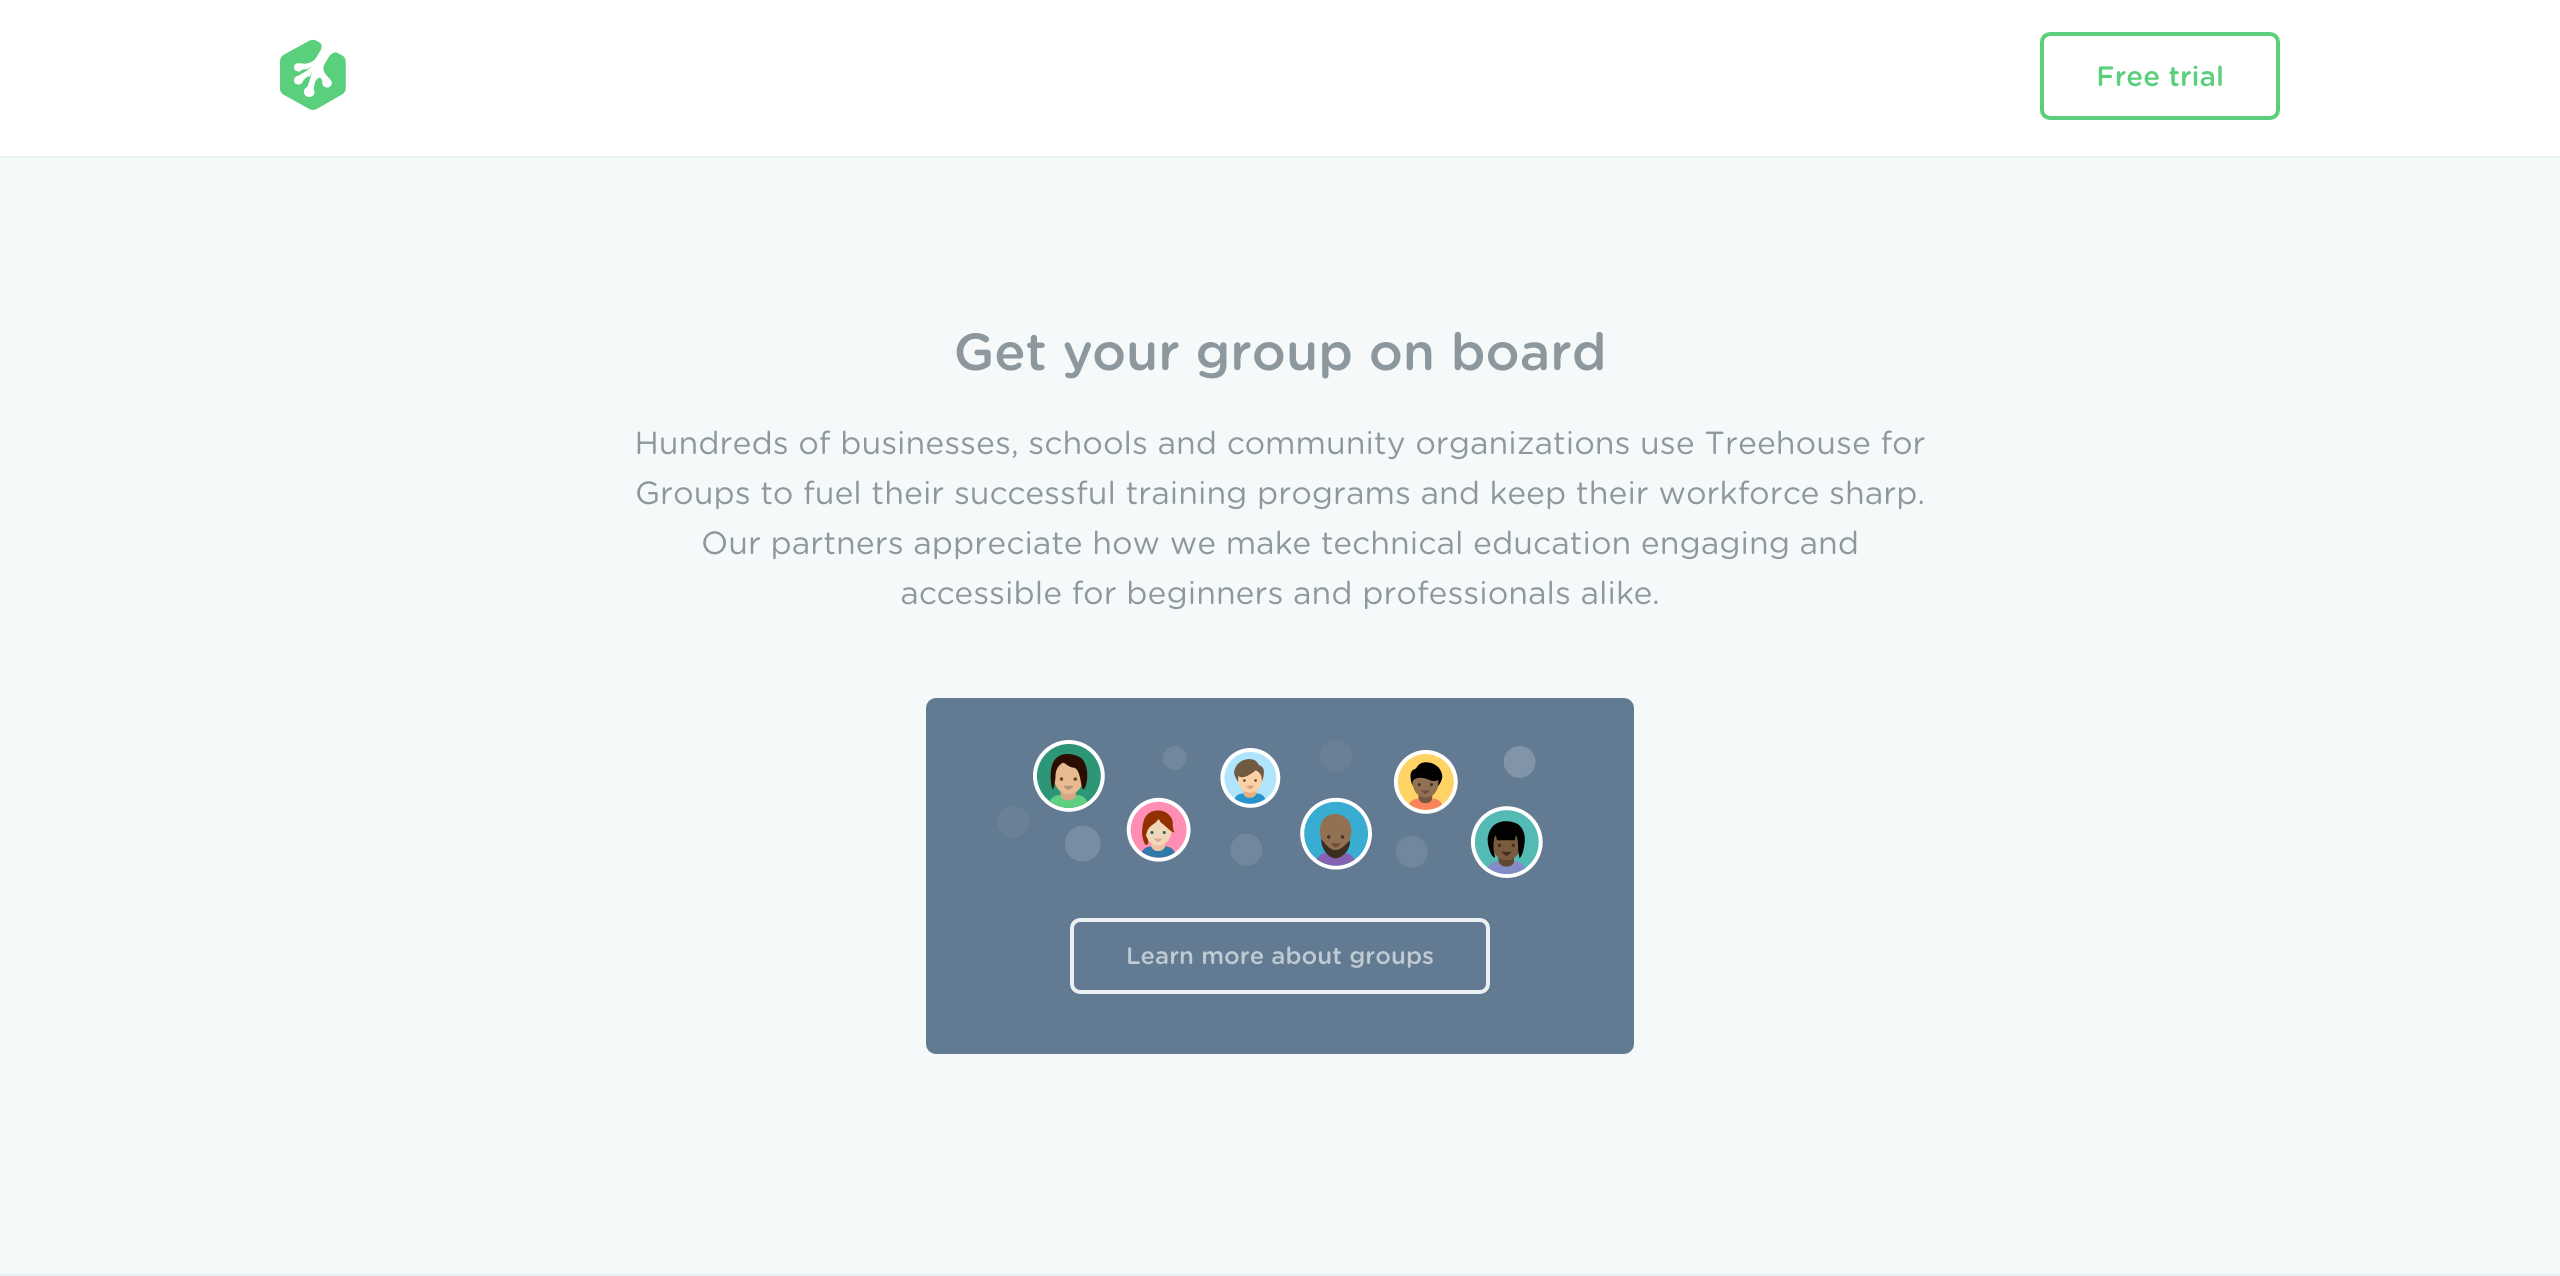 Free trial
Get your group on board
Hundreds of businesses, schools and community organizations use Treehouse for
Groups to fuel their successful training programs and keep their workforce sharp.
Our partners appreciate how we make technical education engaging and
accessible for beginners and professionals alike.
Learn more about groups